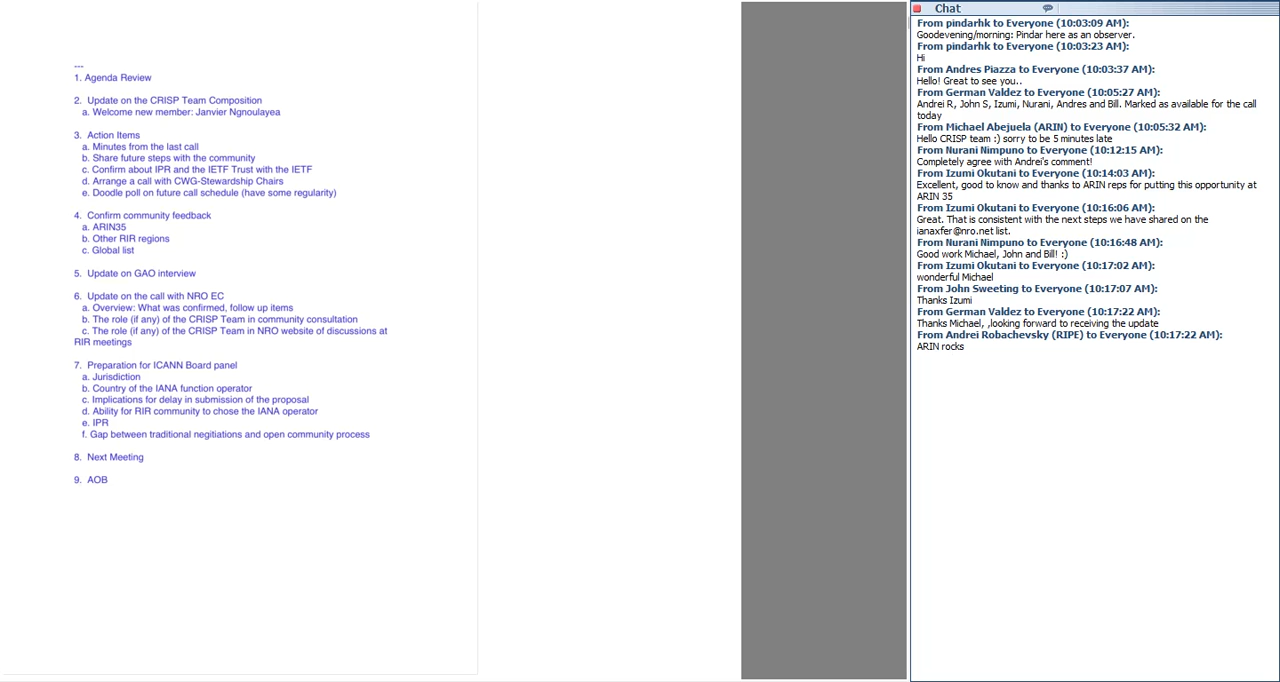 ---
1. Agenda Review
2. Update on the CRISP Team Composition
a. Welcome new member: Janvier Ngnoulayea
3. Action Items
a. Minutes from the last call
b. Share future steps with the community
c. Confirm about IPR and the IETF Trust with the IETF
d. Arrange a call with CWG-Stewardship Chairs
e. Doodle poll on future call schedule (have some regularity)
4. Confirm community feedback
a. ARIN35
b. Other RIR regions
c. Global list
5. Update on GAO interview
6. Update on the call with NRO EC
a. Overview: What was confirmed, follow up items
b. The role (if any) of the CRISP Team in community consultation
c. The role (if any) of the CRISP Team in NRO website of discussions at
RIR meetings
7. Preparation for ICANN Board panel
a. Jurisdiction
b. Country of the IANA function operator
c. Implications for delay in submission of the proposal
d. Ability for RIR community to chose the IANA operator
e. IPR
f. Gap between traditional negitiations and open community process
8. Next Meeting
9. AOB
Chat
From pindarhk to Everyone (10:03:09 AM):
Goodevening/morning: Pindar here as an observer.
From pindarhk to Everyone (10:03:23 AM):
Hi
From Andres Piazza to Everyone (10:03:37 AM):
Hello! Great to see you..
From German Valdez to Everyone (10:05:27 AM):
Andrei R, John S, Izumi, Nurani, Andres and Bill. Marked as available for the call
today
From Michael Abejuela (ARIN) to Everyone (10:05:32 AM):
Hello CRISP team :) sorry to be 5 minutes late
From Nurani Nimpuno to Everyone (10:12:15 AM):
Completely agree with Andrei's comment!
From Izumi Okutani to Everyone (10:14:03 AM):
Excellent, good to know and thanks to ARIN reps for putting this opportunity at
ARIN 35
From Izumi Okutani to Everyone (10:16:06 AM):
Great. That is consistent with the next steps we have shared on the
ianaxfer@nro.net list.
From Nurani Nimpuno to Everyone (10:16:48 AM):
Good work Michael, John and Bill! :)
From Izumi Okutani to Everyone (10:17:02 AM):
wonderful Michael
From John Sweeting to Everyone (10:17:07 AM):
Thanks Izumi
From German Valdez to Everyone (10:17:22 AM):
Thanks Michael, ,looking forward to receiving the update
From Andrei Robachevsky (RIPE) to Everyone (10:17:22 AM):
ARIN rocks